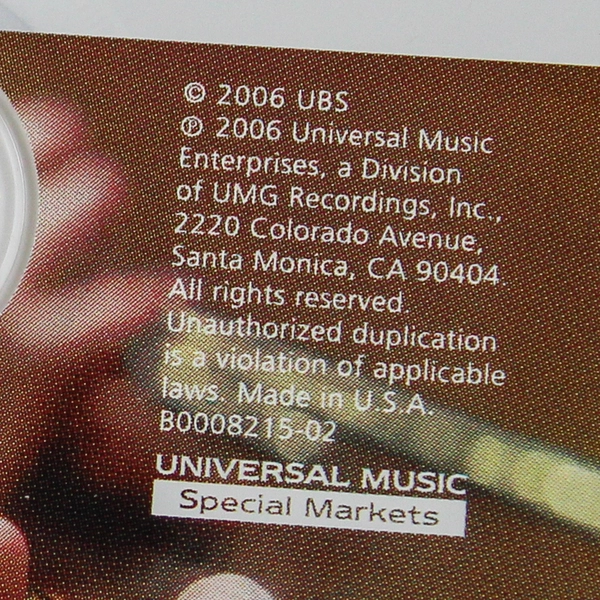 © 2006 UBS
℗ 2006 Universal Music
Enterprises, a Division
of UMG Recordings, Inc.,
2220 Colorado Avenue,
Santa Monica, CA 90404.
All rights reserved.
Unauthorized duplication
is a violation of applicable
laws. Made in U.S.A.
B0008215-02
UNIVERSAL MUSIC
Special Markets